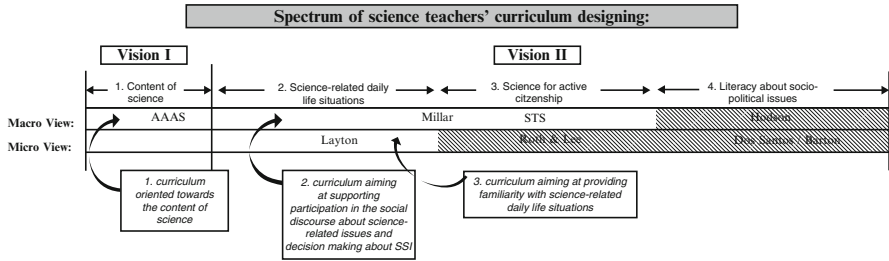 Spectrum of science teachers' curriculum designing:
Vision I
Vision II
1. Content of
science
2. Science-related daily
life situations
3. Science for active
citzenship
4. Literacy about socio-
political issues
Macro View:
AAAS
Millar
STS
Hodson
Micro View:
Layton
Roth & Lee
Dos Santos / Barton
1. curriculum
oriented towards
the content of
science
2. curriculum aiming
at supporting
participation in the social
discourse about science-
related issues and
decision making about SSI
3. curriculum aiming at providing
familiarity with science-related
daily life situations